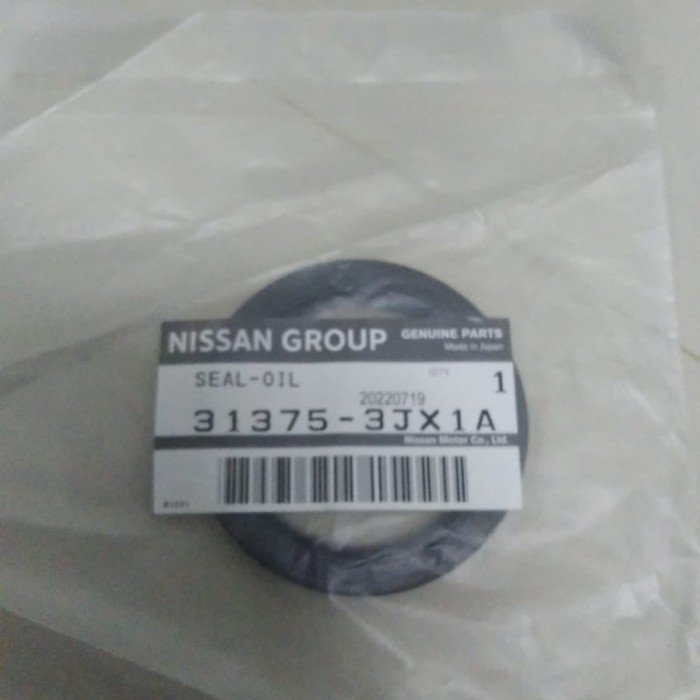 NISSAN GROUP GENUINE PARTS
Made in Japan
SEAL-OIL QTY 1
20220719
31375-3JX1A
Nissan Motor Co., Ltd.